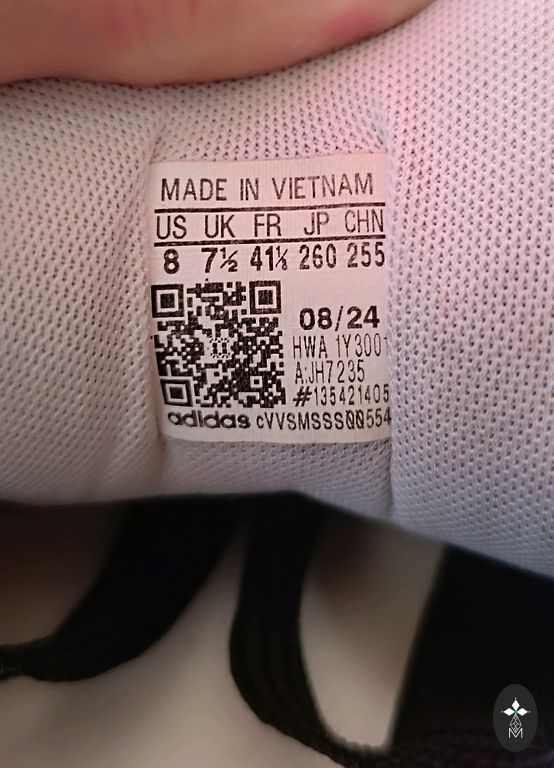 MADE IN VIETNAM
US UK FR JP CHN
8 7½ 41⅓ 260 255
08/24
HWA 1Y3001
A:JH7235
#135421405
adidas cVVSMSSS00554
M